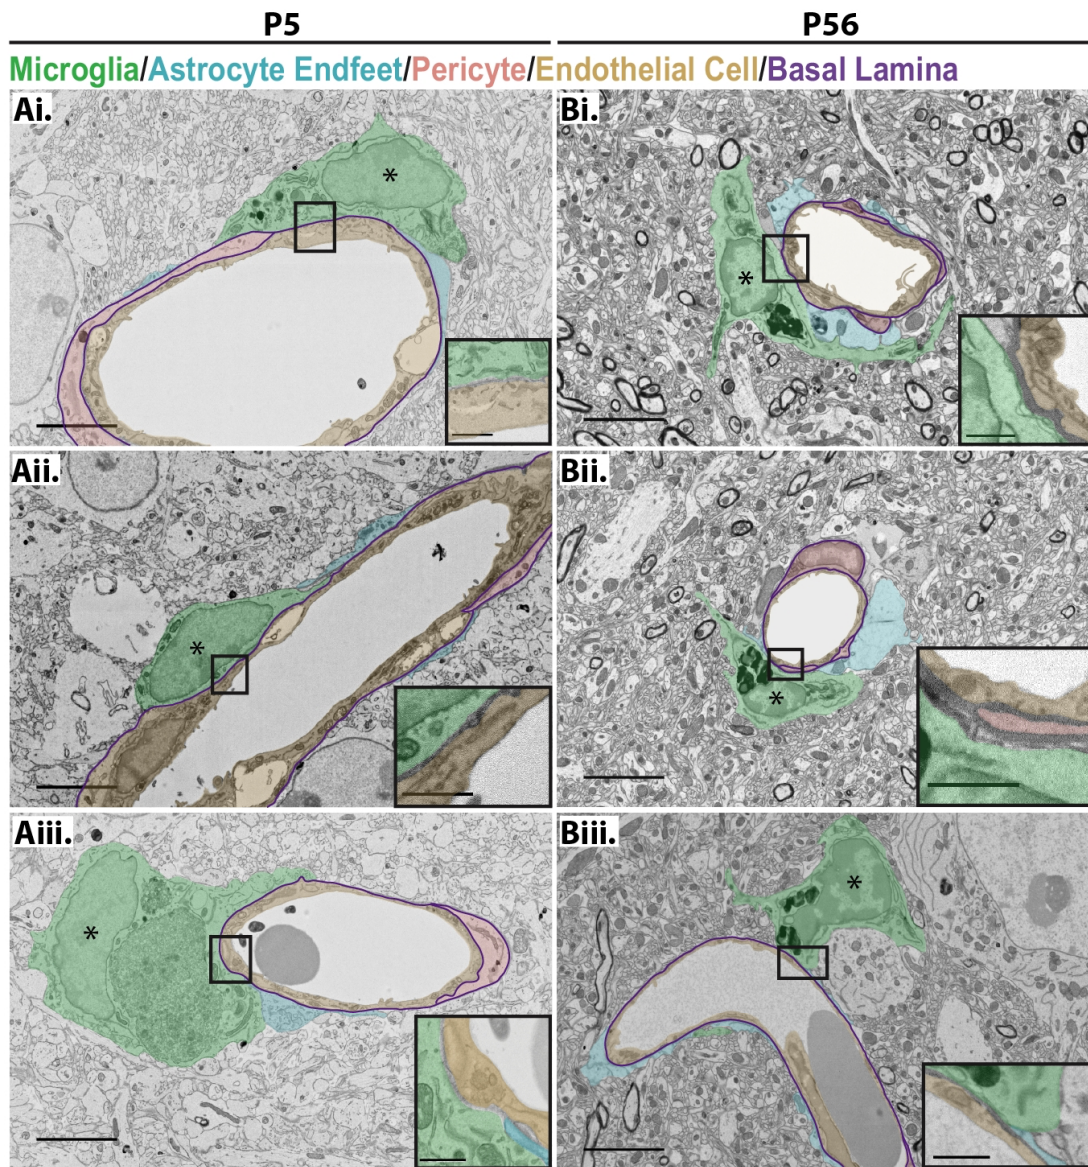 P5
P56
Microglia/Astrocyte Endfeet/Pericyte/Endothelial Cell/Basal Lamina
Ai.
*
Bi.
*
Aii.
*
Bii.
*
Aiii.
*
Biii.
*